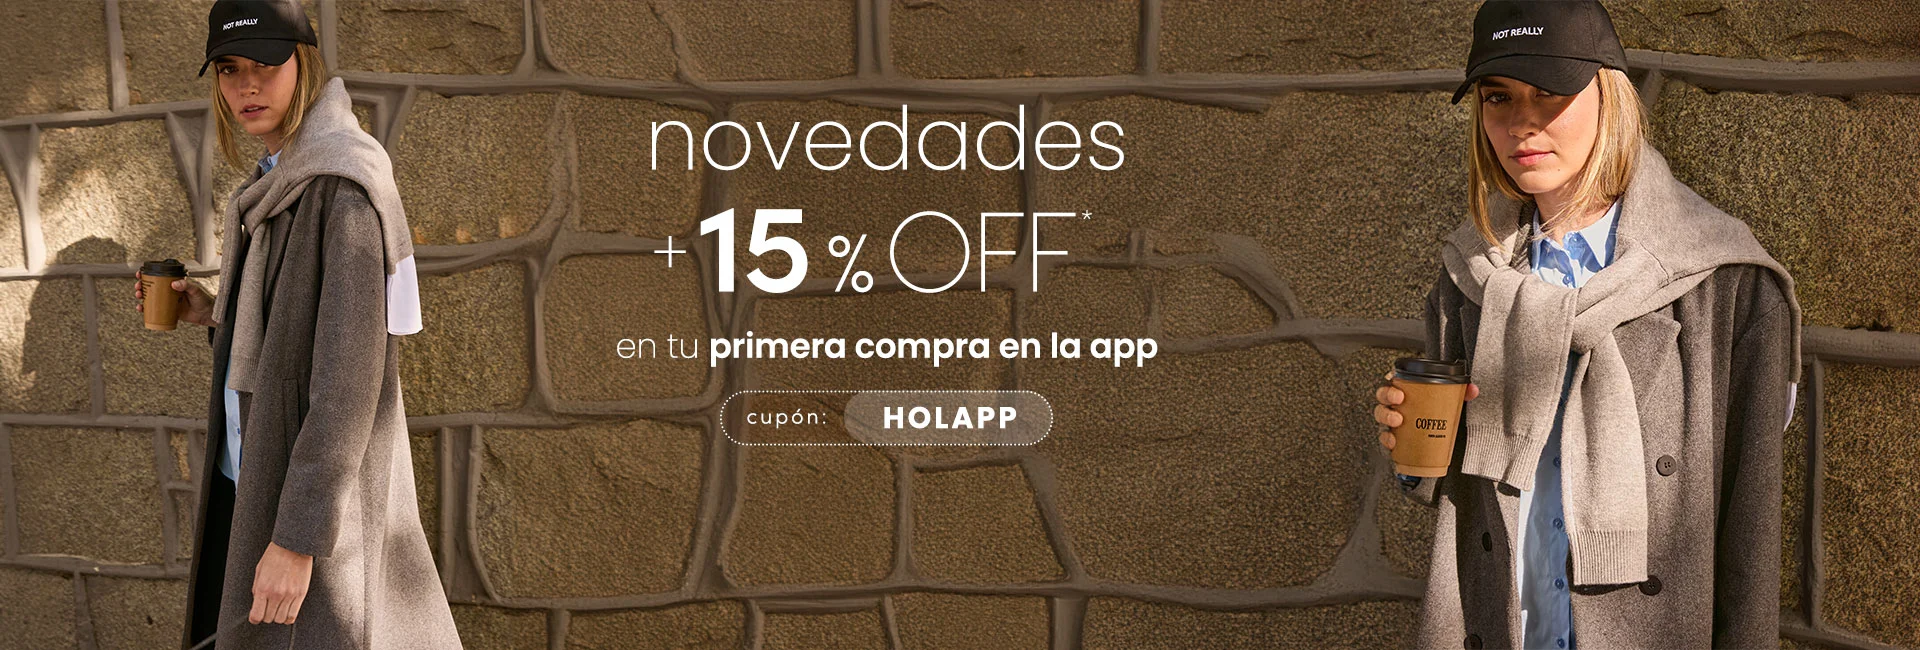 NOT REALLY
NOT REALLY
novedades
+15%OFF*
en tu primera compra en la app
cupón: HOLAPP
COFFEE